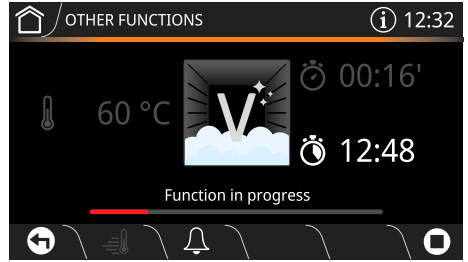 OTHER FUNCTIONS
i 12:32
00:16'
60 °C
V
12:48
Function in progress